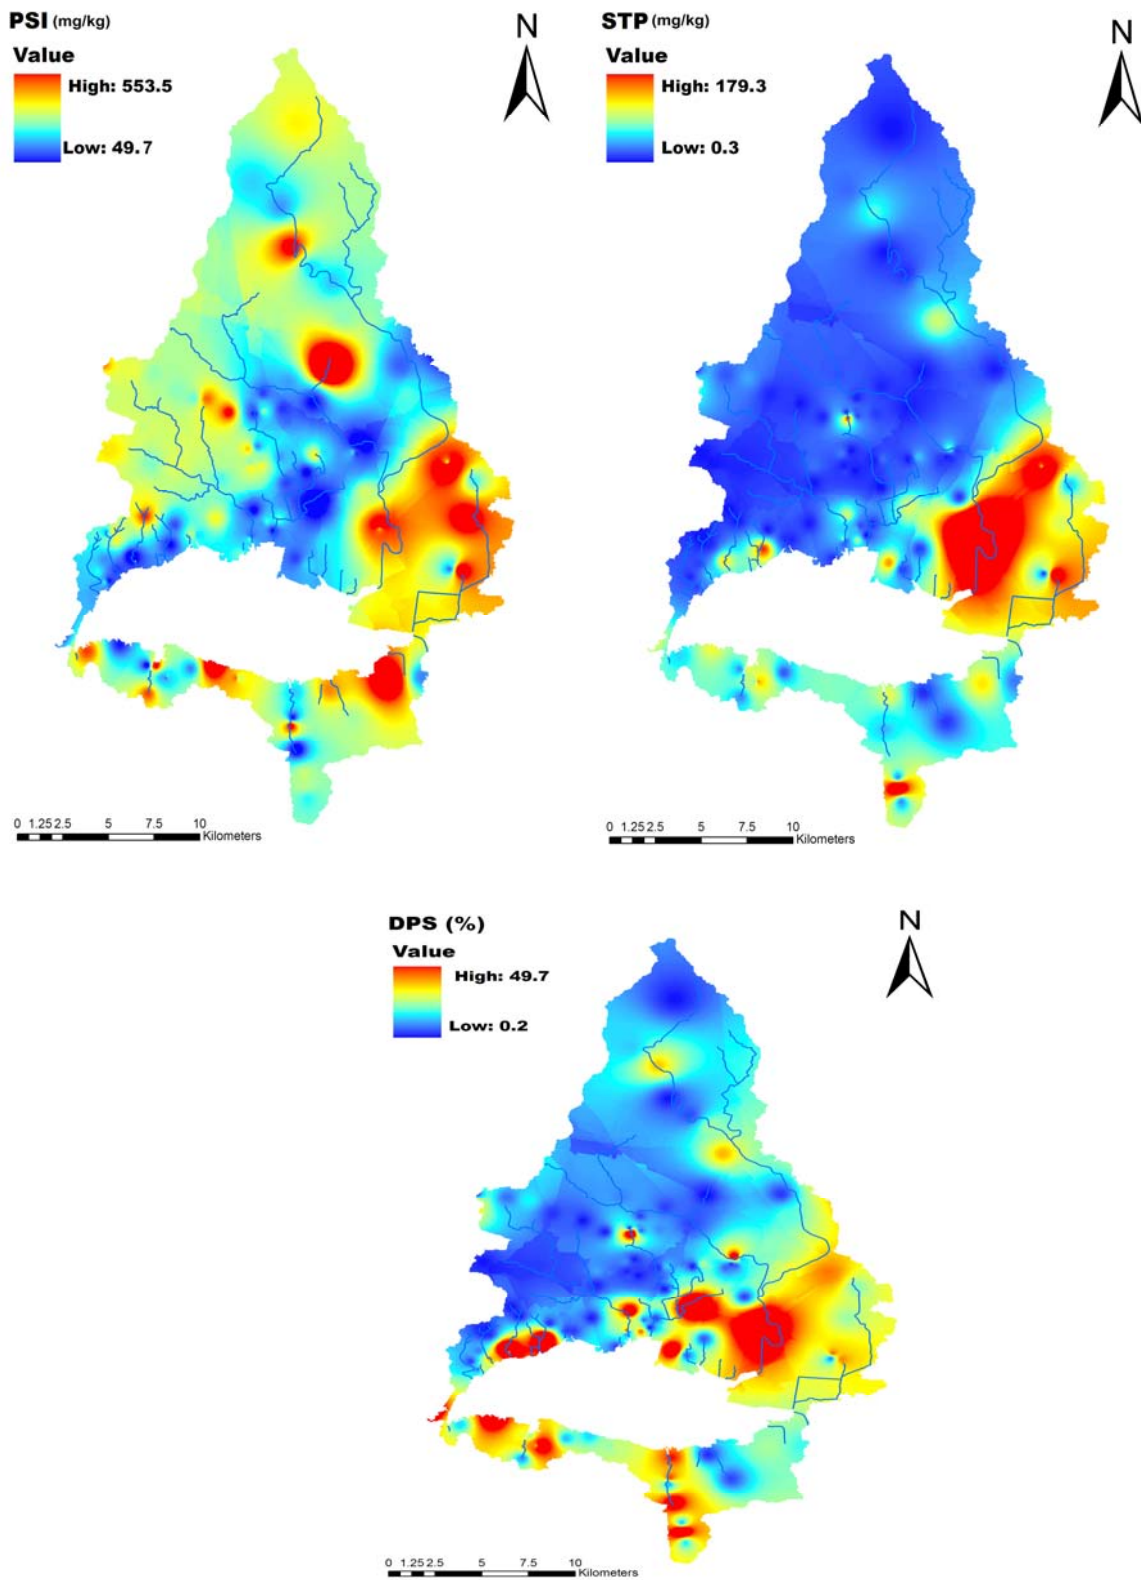 PSI (mg/kg)
N
Value
High: 553.5
Low: 49.7
0 1.25 2.5 5 7.5 10
Kilometers
STP (mg/kg)
N
Value
High: 179.3
Low: 0.3
0 1.25 2.5 5 7.5 10
Kilometers
DPS (%)
N
Value
High: 49.7
Low: 0.2
0 1.25 2.5 5 7.5 10
Kilometers